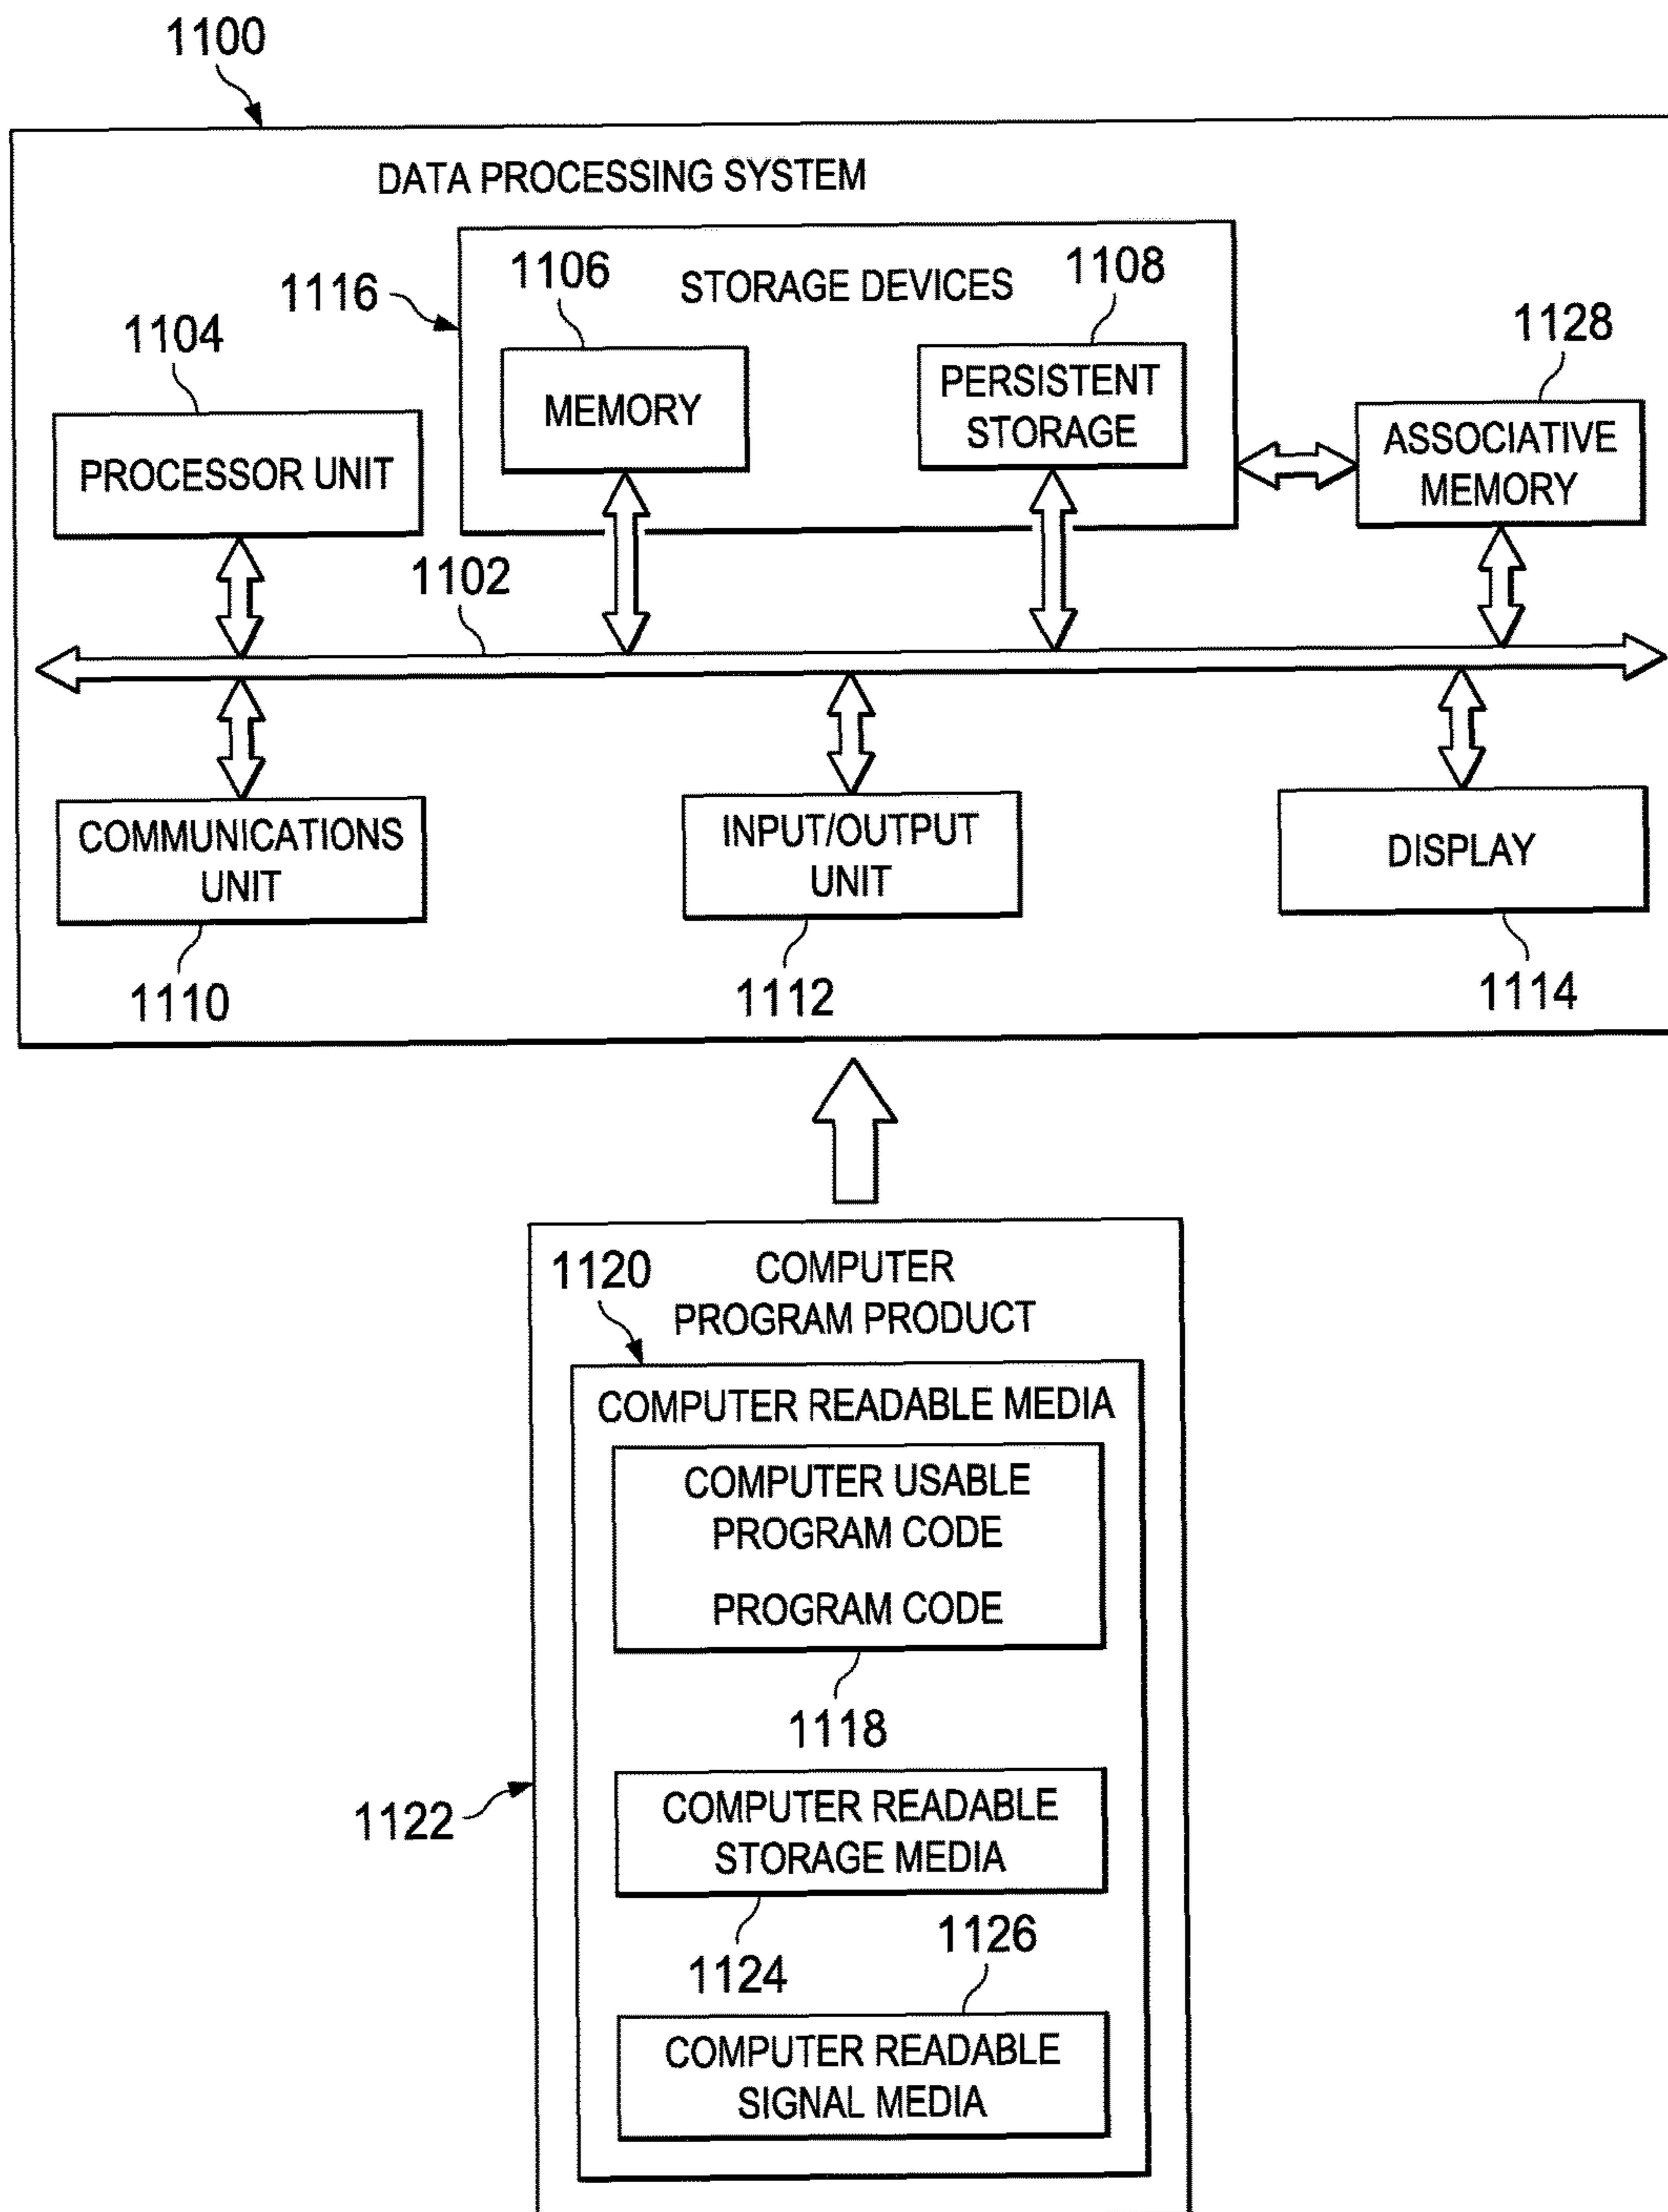 1100
DATA PROCESSING SYSTEM
1116
1106
STORAGE DEVICES
1108
1104
1128
MEMORY
PERSISTENT
STORAGE
PROCESSOR UNIT
ASSOCIATIVE
MEMORY
1102
COMMUNICATIONS
UNIT
INPUT/OUTPUT
UNIT
DISPLAY
1110
1112
1114
1120
COMPUTER
PROGRAM PRODUCT
COMPUTER READABLE MEDIA
COMPUTER USABLE
PROGRAM CODE
PROGRAM CODE
1118
1122
COMPUTER READABLE
STORAGE MEDIA
1124
1126
COMPUTER READABLE
SIGNAL MEDIA